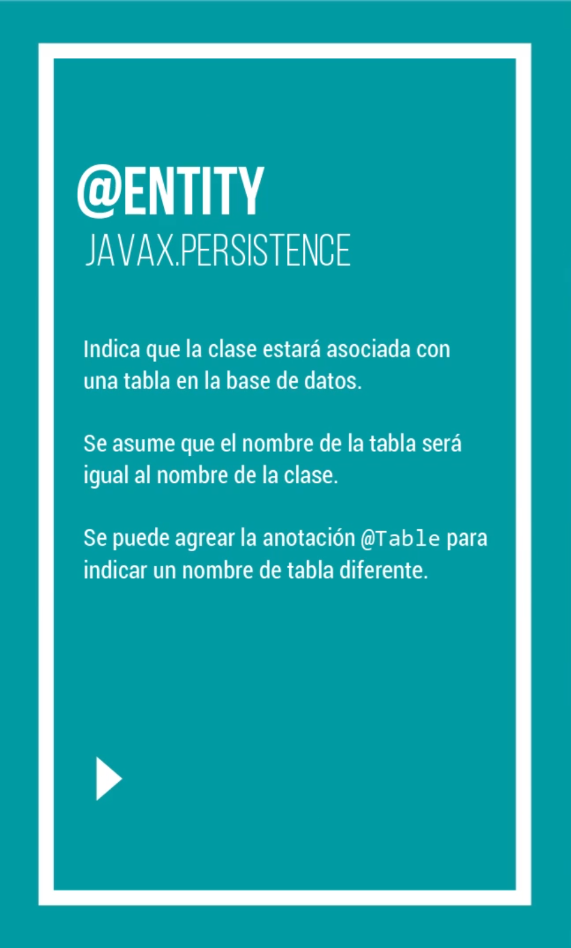 @ENTITY
JAVAX.PERSISTENCE
Indica que la clase estará asociada con
una tabla en la base de datos.
Se asume que el nombre de la tabla será
igual al nombre de la clase.
Se puede agrear la anotación @Table para
indicar un nombre de tabla diferente.